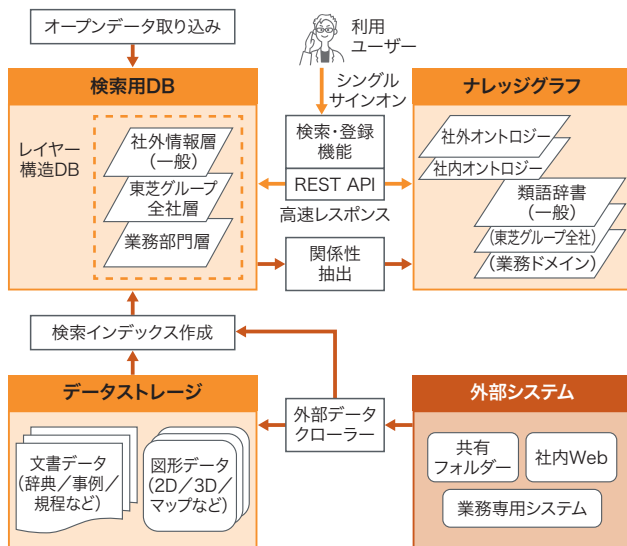 オープンデータ取り込み
利用
ユーザー
シングル
サインオン
検索用DB
レイヤー
構造DB
社外情報層
(一般)
東芝グループ
全社層
業務部門層
検索・登録
機能
REST API
高速レスポンス
関係性
抽出
ナレッジグラフ
社外オントロジー
社内オントロジー
類語辞書
(一般)
(東芝グループ全社)
(業務ドメイン)
検索インデックス作成
データストレージ
文書データ
(辞典／事例／
規程など)
図形データ
(2D／3D／
マップなど)
外部データ
クローラー
外部システム
共有
フォルダー
社内Web
業務専用システム